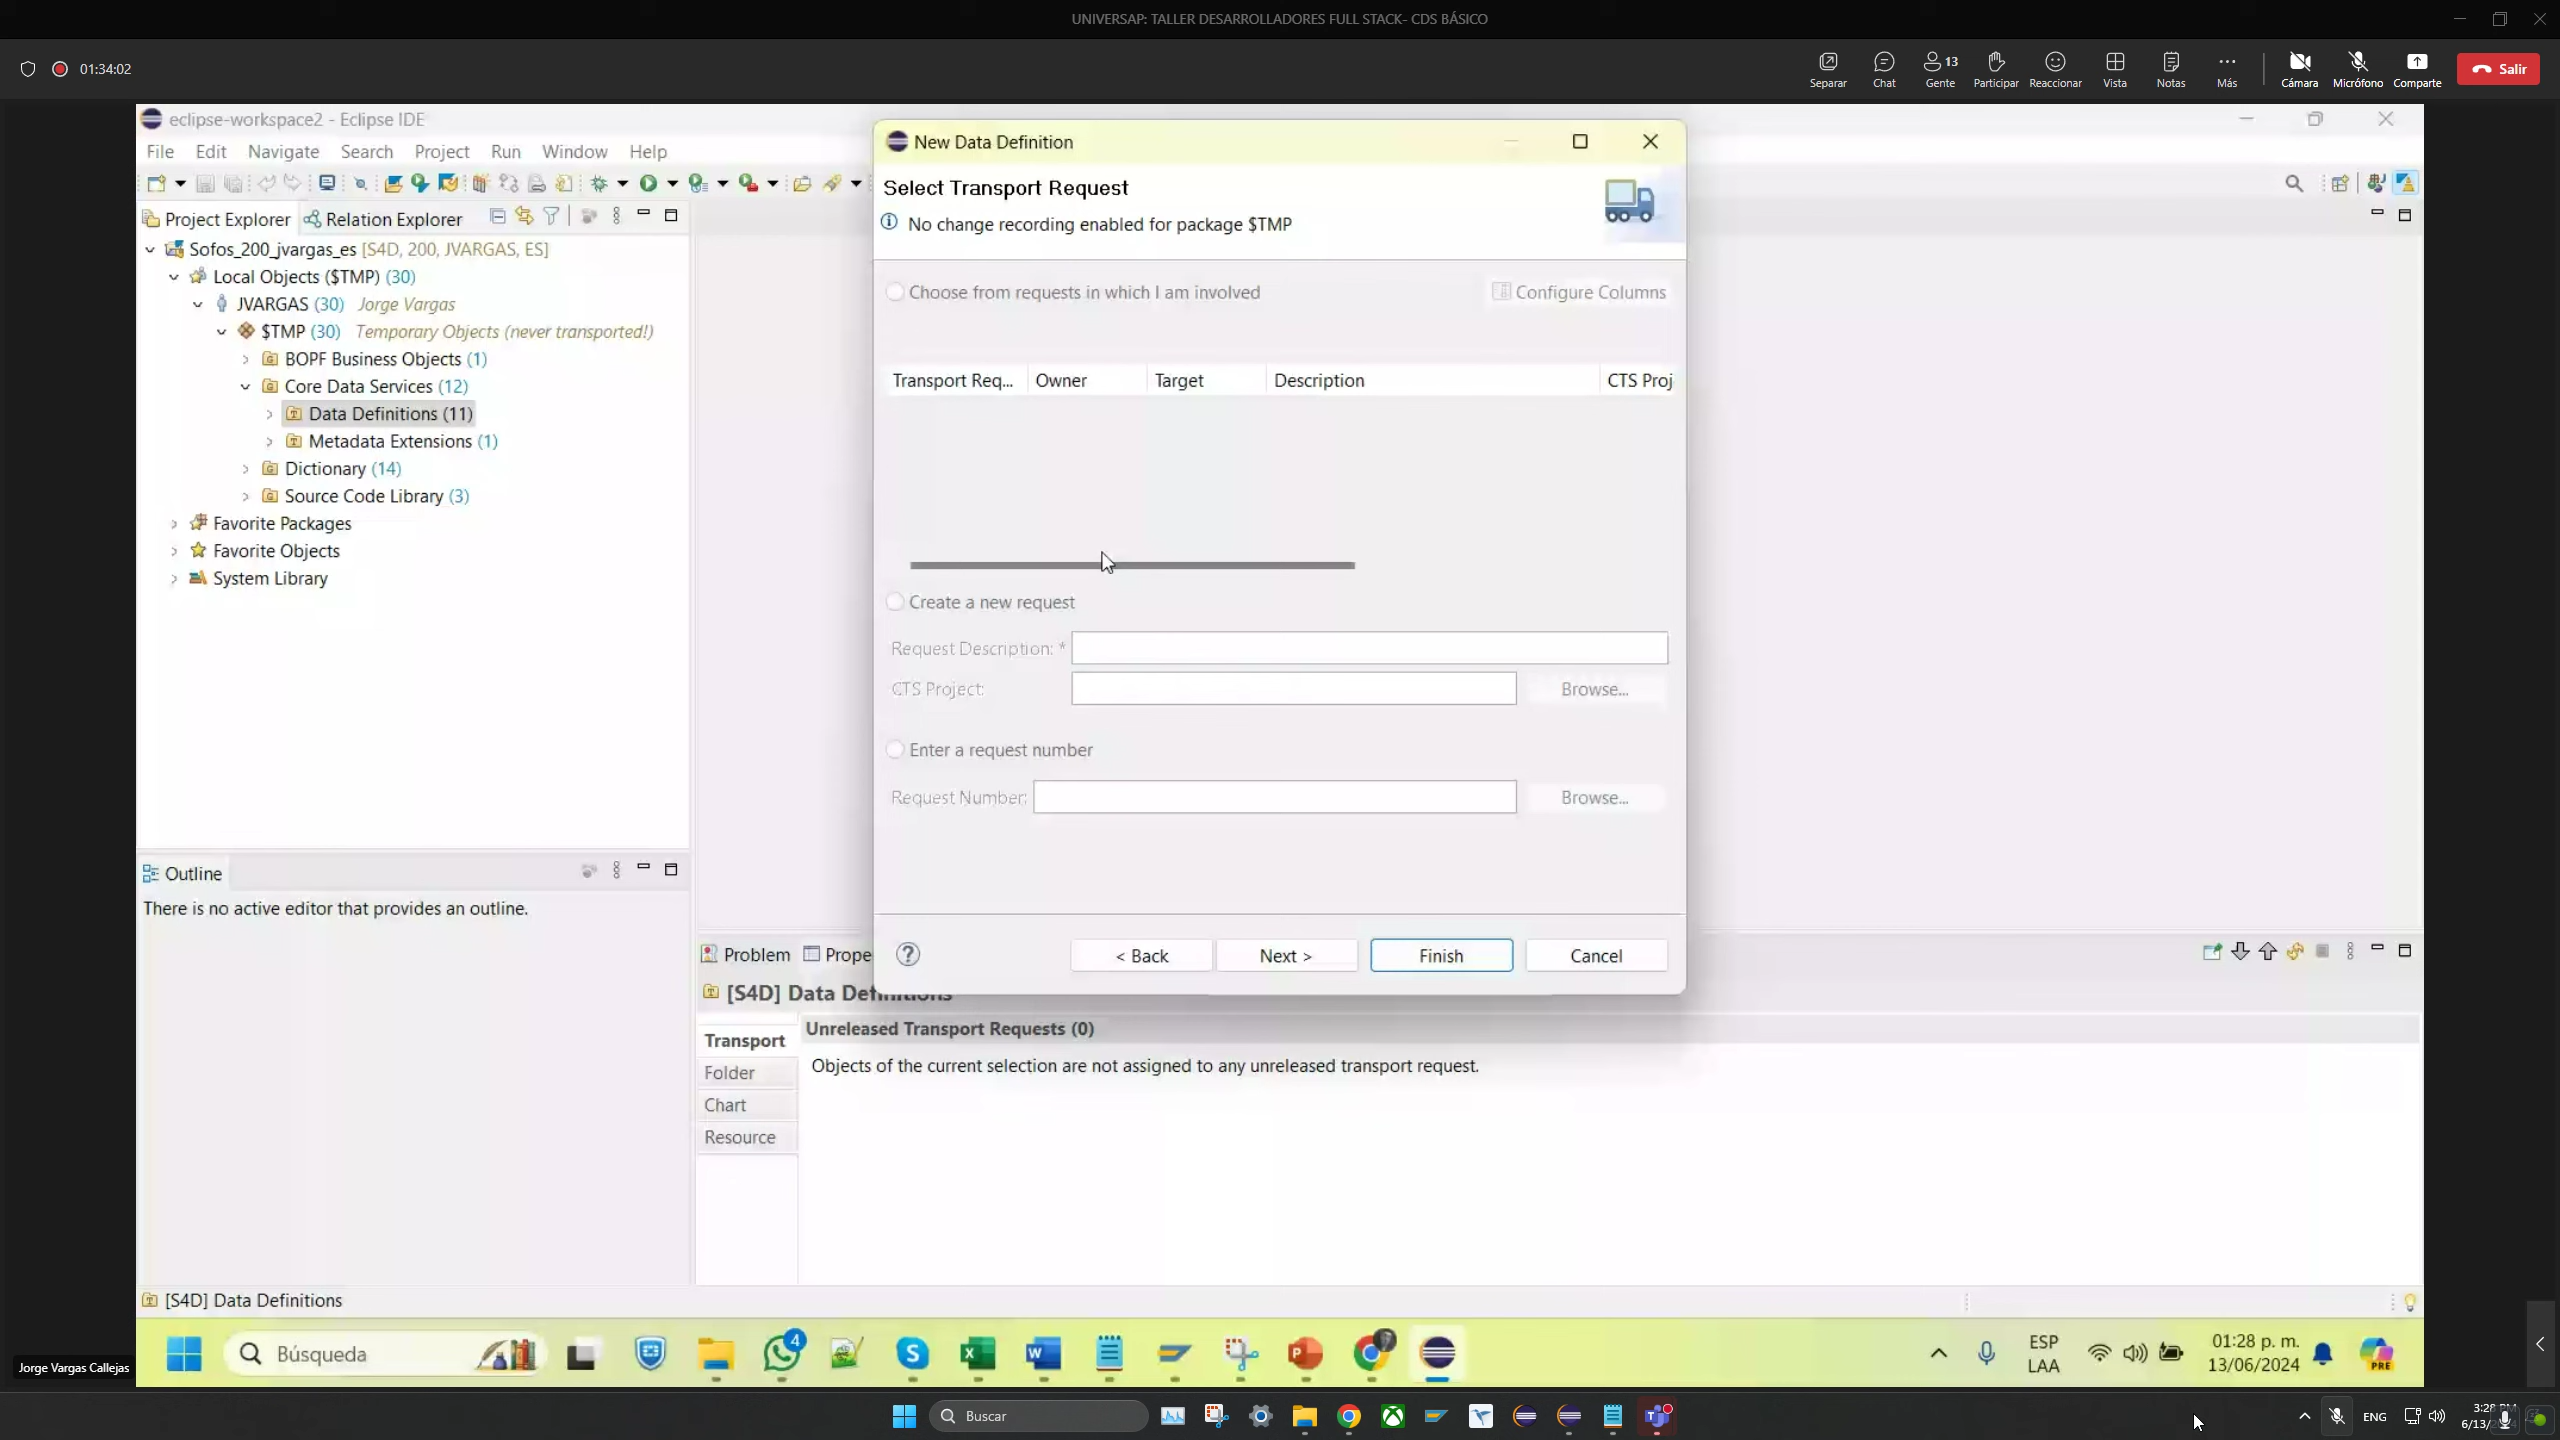 UNIVERSAP: TALLER DESARROLLADORES FULL STACK- CDS BÁSICO
01:34:02
Separar
Chat
13
Gente
Participar
Reaccionar
Vista
Notas
Más
Cámara
Micrófono
Comparte
Salir
eclipse-workspace2 - Eclipse IDE
File Edit Navigate Search Project Run Window Help
Project Explorer
Relation Explorer
Sofos_200_jvargas_es [S4D, 200, JVARGAS, ES]
Local Objects ($TMP) (30)
JVARGAS (30) Jorge Vargas
$TMP (30) Temporary Objects (never transported!)
BOPF Business Objects (1)
Core Data Services (12)
Data Definitions (11)
Metadata Extensions (1)
Dictionary (14)
Source Code Library (3)
Favorite Packages
Favorite Objects
System Library
New Data Definition
Select Transport Request
No change recording enabled for package $TMP
Choose from requests in which I am involved
Configure Columns
Transport Req... Owner Target Description CTS Proj
Create a new request
Request Description: *
CTS Project:
Browse...
Enter a request number
Request Number:
Browse...
< Back
Next >
Finish
Cancel
Outline
There is no active editor that provides an outline.
Problem
Prope
[S4D] Data Definitions
Transport
Folder
Chart
Resource
Unreleased Transport Requests (0)
Objects of the current selection are not assigned to any unreleased transport request.
[S4D] Data Definitions
Jorge Vargas Callejas
Búsqueda
4
PRE
ESP
LAA
01:28 p. m.
13/06/2024
Buscar
ENG
3:28 PM
6/13/